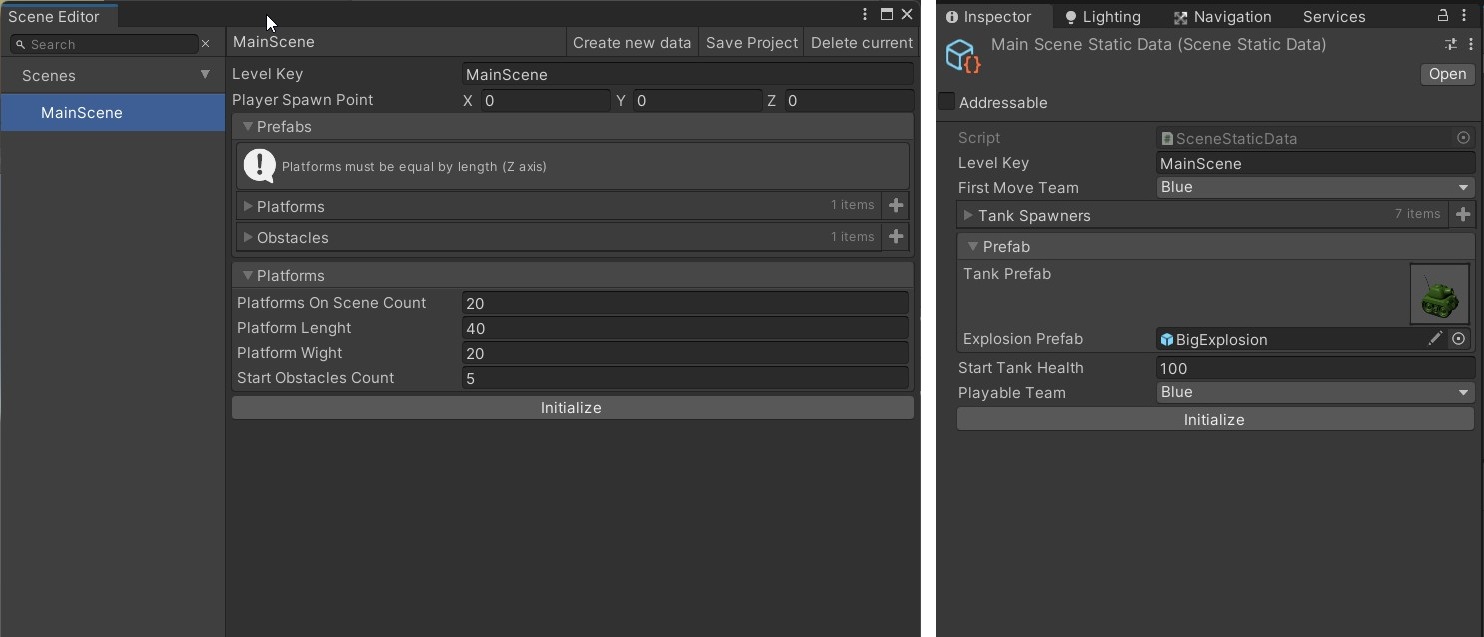 Scene Editor
Search
Scenes
MainScene
MainScene Create new data Save Project Delete current
Level Key MainScene
Player Spawn Point X 0 Y 0 Z 0
Prefabs
Platforms must be equal by length (Z axis)
Platforms 1 items
Obstacles 1 items
Platforms
Platforms On Scene Count 20
Platform Lenght 40
Platform Wight 20
Start Obstacles Count 5
Initialize
Inspector Lighting Navigation Services
Main Scene Static Data (Scene Static Data)
Open
Addressable
Script SceneStaticData
Level Key MainScene
First Move Team Blue
Tank Spawners 7 items
Prefab
Tank Prefab
Explosion Prefab BigExplosion
Start Tank Health 100
Playable Team Blue
Initialize